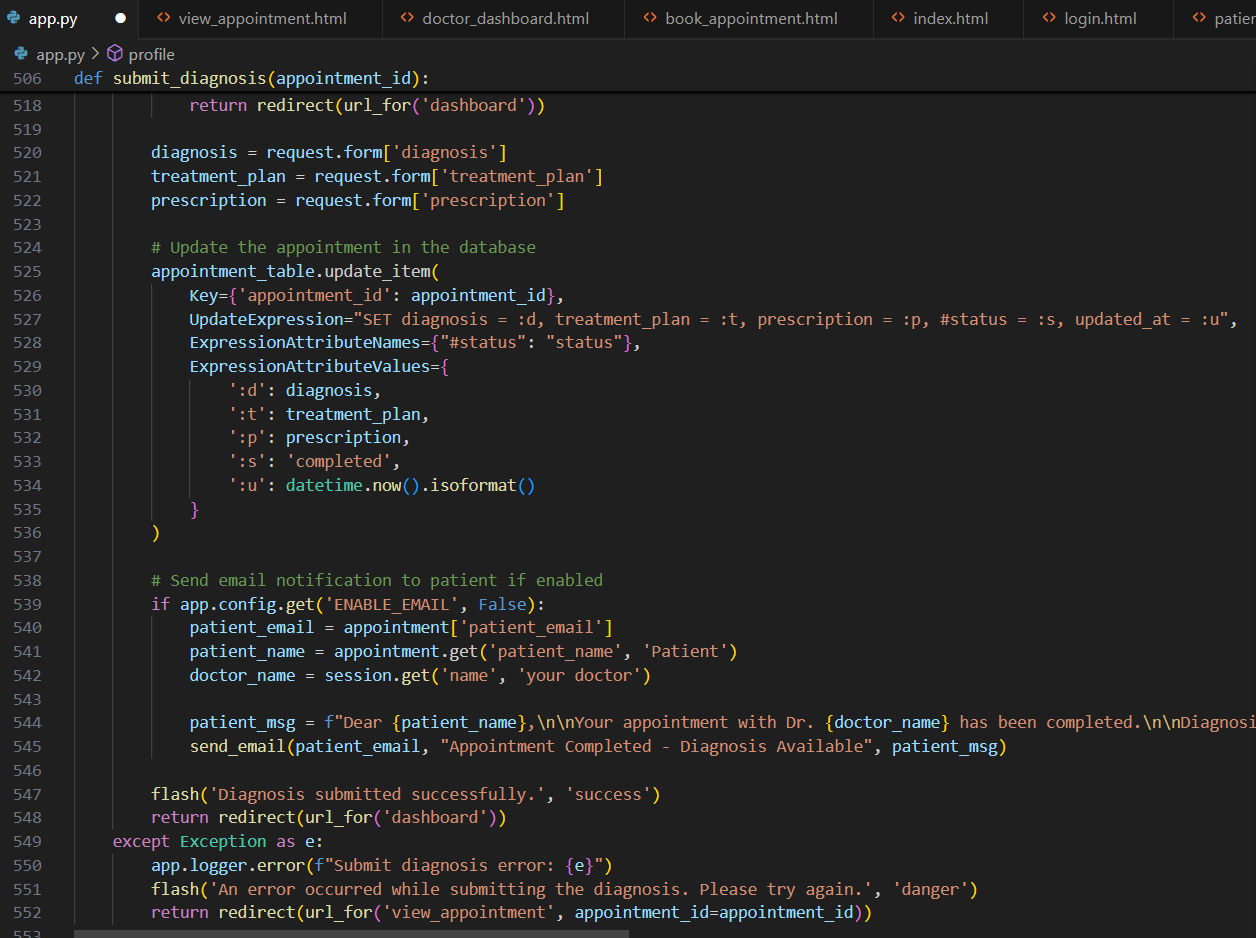 app.py view_appointment.html doctor_dashboard.html book_appointment.html index.html login.html patier
app.py > profile
506 def submit_diagnosis(appointment_id):
518 return redirect(url_for('dashboard'))
519
520 diagnosis = request.form['diagnosis']
521 treatment_plan = request.form['treatment_plan']
522 prescription = request.form['prescription']
523
524 # Update the appointment in the database
525 appointment_table.update_item(
526 Key={'appointment_id': appointment_id},
527 UpdateExpression="SET diagnosis = :d, treatment_plan = :t, prescription = :p, #status = :s, updated_at = :u",
528 ExpressionAttributeNames={"#status": "status"},
529 ExpressionAttributeValues={
530 ':d': diagnosis,
531 ':t': treatment_plan,
532 ':p': prescription,
533 ':s': 'completed',
534 ':u': datetime.now().isoformat()
535 }
536 )
537
538 # Send email notification to patient if enabled
539 if app.config.get('ENABLE_EMAIL', False):
540 patient_email = appointment['patient_email']
541 patient_name = appointment.get('patient_name', 'Patient')
542 doctor_name = session.get('name', 'your doctor')
543
544 patient_msg = f"Dear {patient_name},\n\nYour appointment with Dr. {doctor_name} has been completed.\n\nDiagnosi
545 send_email(patient_email, "Appointment Completed - Diagnosis Available", patient_msg)
546
547 flash('Diagnosis submitted successfully.', 'success')
548 return redirect(url_for('dashboard'))
549 except Exception as e:
550 app.logger.error(f"Submit diagnosis error: {e}")
551 flash('An error occurred while submitting the diagnosis. Please try again.', 'danger')
552 return redirect(url_for('view_appointment', appointment_id=appointment_id))
553